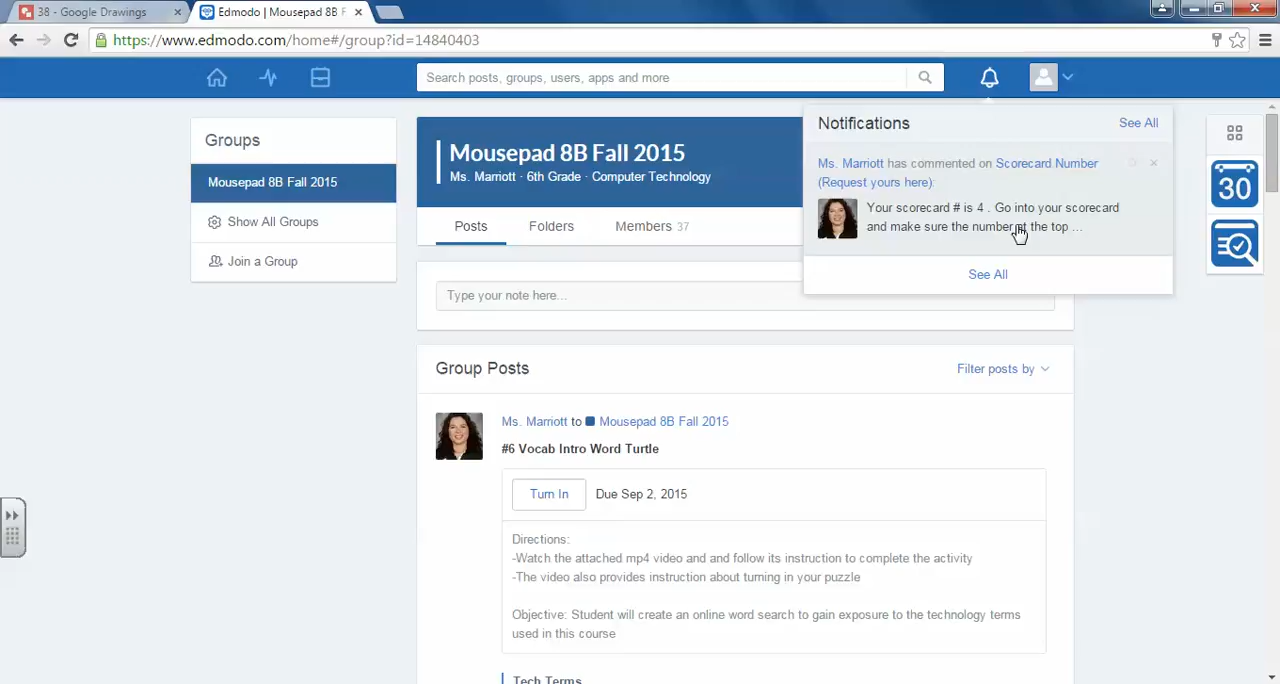 38 - Google Drawings
Edmodo | Mousepad 8B F
https://www.edmodo.com/home#/group?id=14840403
Search posts, groups, users, apps and more
Groups
Mousepad 8B Fall 2015
Show All Groups
Join a Group
Mousepad 8B Fall 2015
Ms. Marriott · 6th Grade · Computer Technology
Posts Folders Members 37
Type your note here...
Notifications See All
Ms. Marriott has commented on Scorecard Number
(Request yours here):
Your scorecard # is 4 . Go into your scorecard
and make sure the number at the top ...
See All
30
Group Posts Filter posts by
Ms. Marriott to Mousepad 8B Fall 2015
#6 Vocab Intro Word Turtle
Turn In Due Sep 2, 2015
Directions:
-Watch the attached mp4 video and and follow its instruction to complete the activity
-The video also provides instruction about turning in your puzzle
Objective: Student will create an online word search to gain exposure to the technology terms
used in this course
Tech Terms